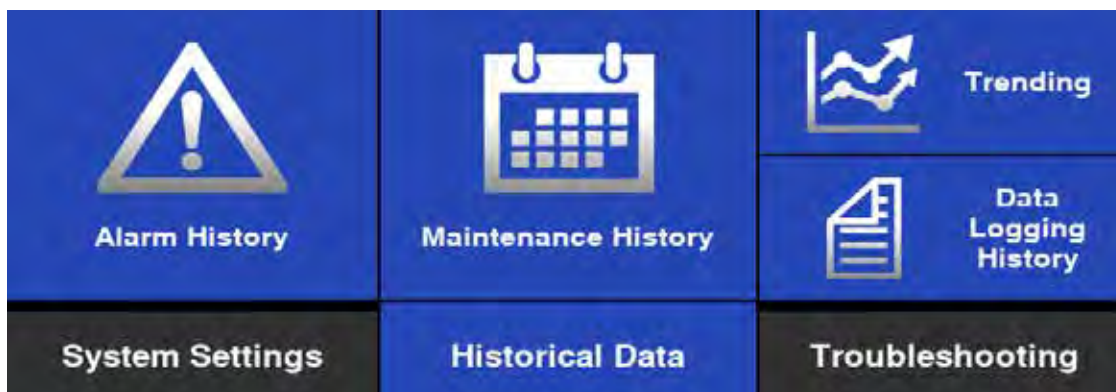 Alarm History
Maintenance History
Trending
Data
Logging
History
System Settings
Historical Data
Troubleshooting